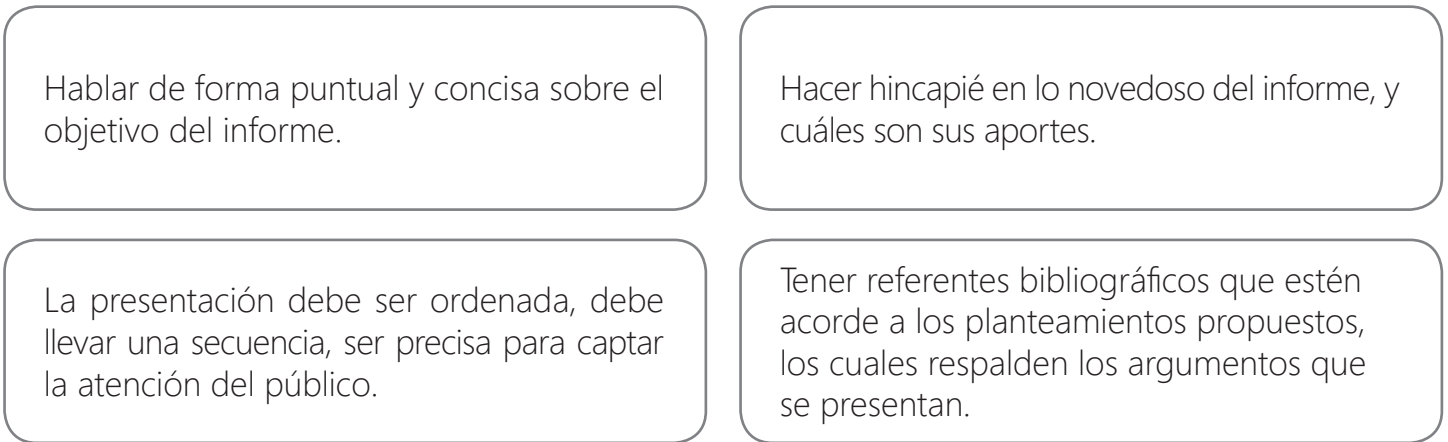 Hablar de forma puntual y concisa sobre el
objetivo del informe.
Hacer hincapié en lo novedoso del informe, y
cuáles son sus aportes.
La presentación debe ser ordenada, debe
llevar una secuencia, ser precisa para captar
la atención del público.
Tener referentes bibliográficos que estén
acorde a los planteamientos propuestos,
los cuales respalden los argumentos que
se presentan.